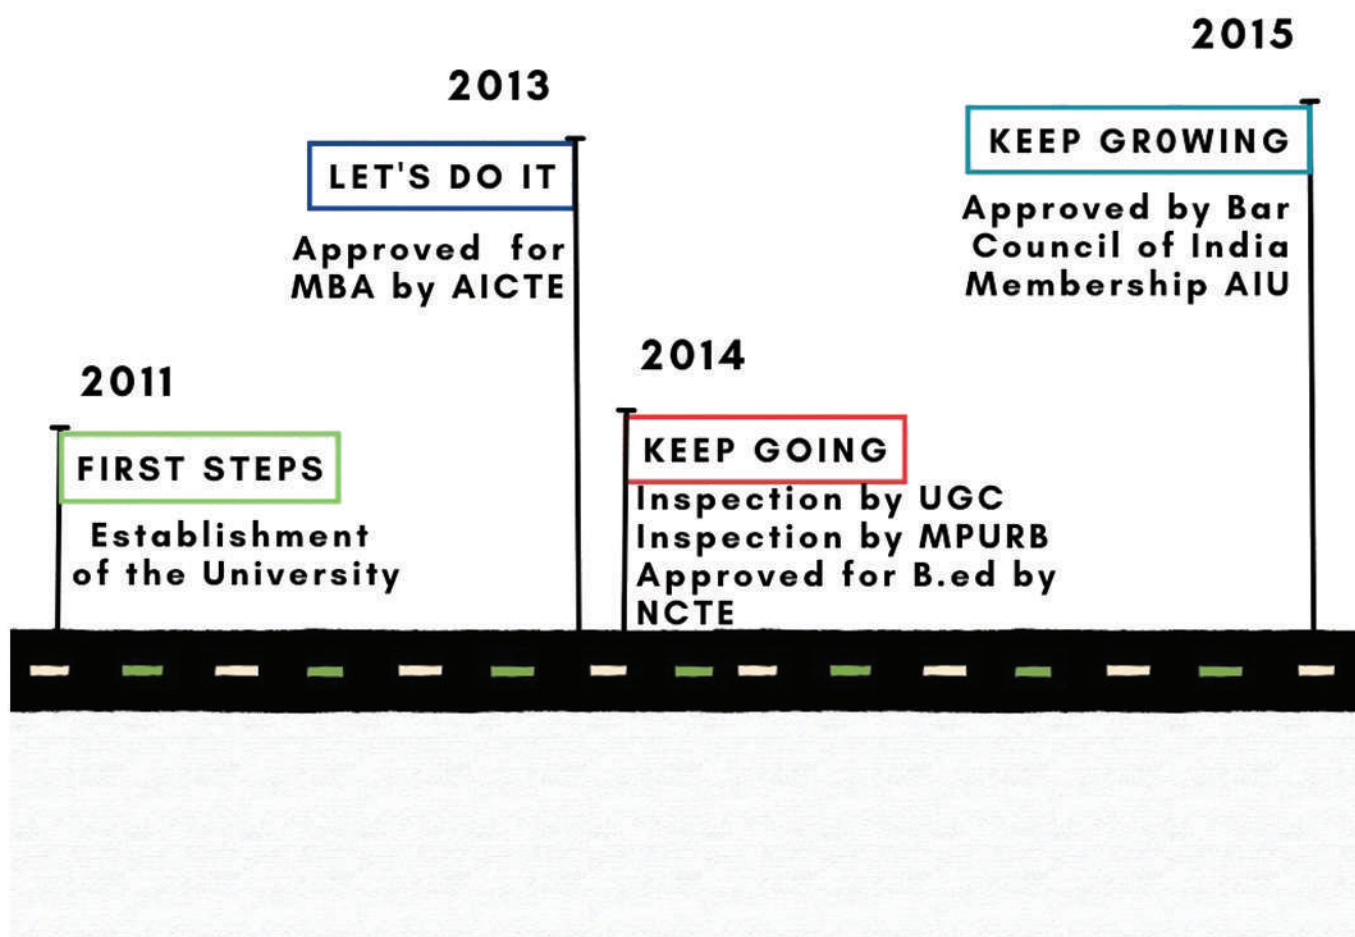 2011
FIRST STEPS
Establishment
of the University
2013
LET'S DO IT
Approved for
MBA by AICTE
2014
KEEP GOING
Inspection by UGC
Inspection by MPURB
Approved for B.ed by
NCTE
2015
KEEP GR0WING
Approved by Bar
Council of India
Membership AIU